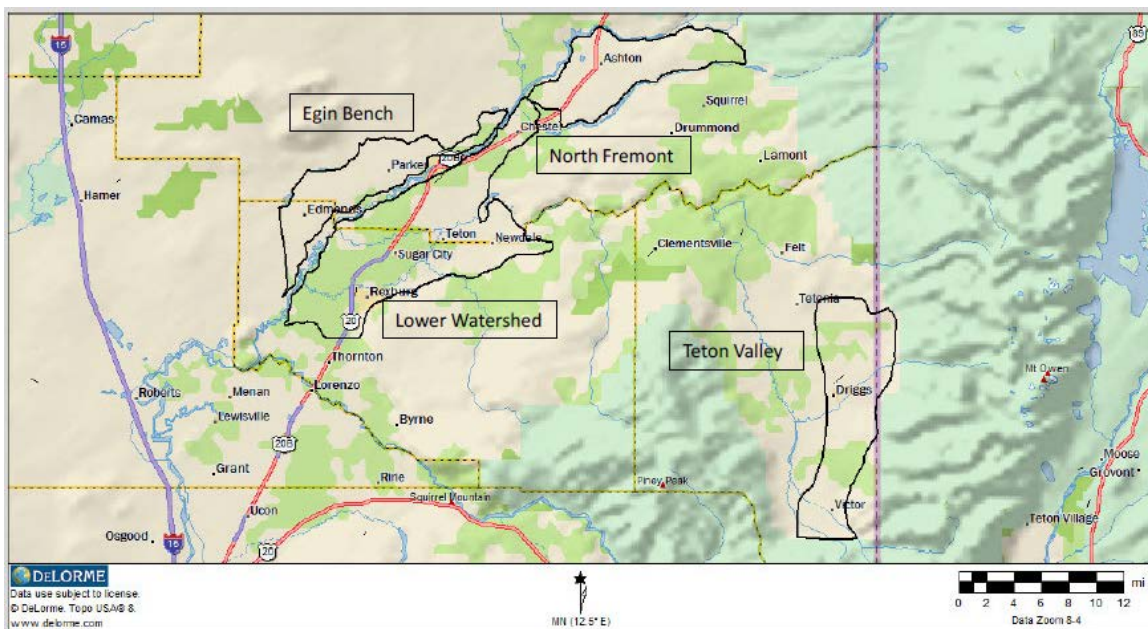 15
89
Ashton
Egin Bench
Squirrel
Camas
Chester
Drummond
North Fremont
Parker
20B
Lamont
Hamer
Edmonds
Teton
Newdale
Clementsville
Felt
Sugar City
Rexburg
Tetonia
20
Lower Watershed
Teton Valley
Thornton
Mt Owen
Lorenzo
Driggs
Roberts
Menan
Lewisville
Byrne
20B
Moose
Grant
Ririe
Piney Peak
Grovont
Squirrel Mountain
Victor
Ucon
Teton Village
Osgood
15
20
DELORME
Data use subject to license.
© DeLorme. Topo USA® 8.
www.delorme.com
MN (12.5° E)
mi
0 2 4 6 8 10 12
Data Zoom 8-4